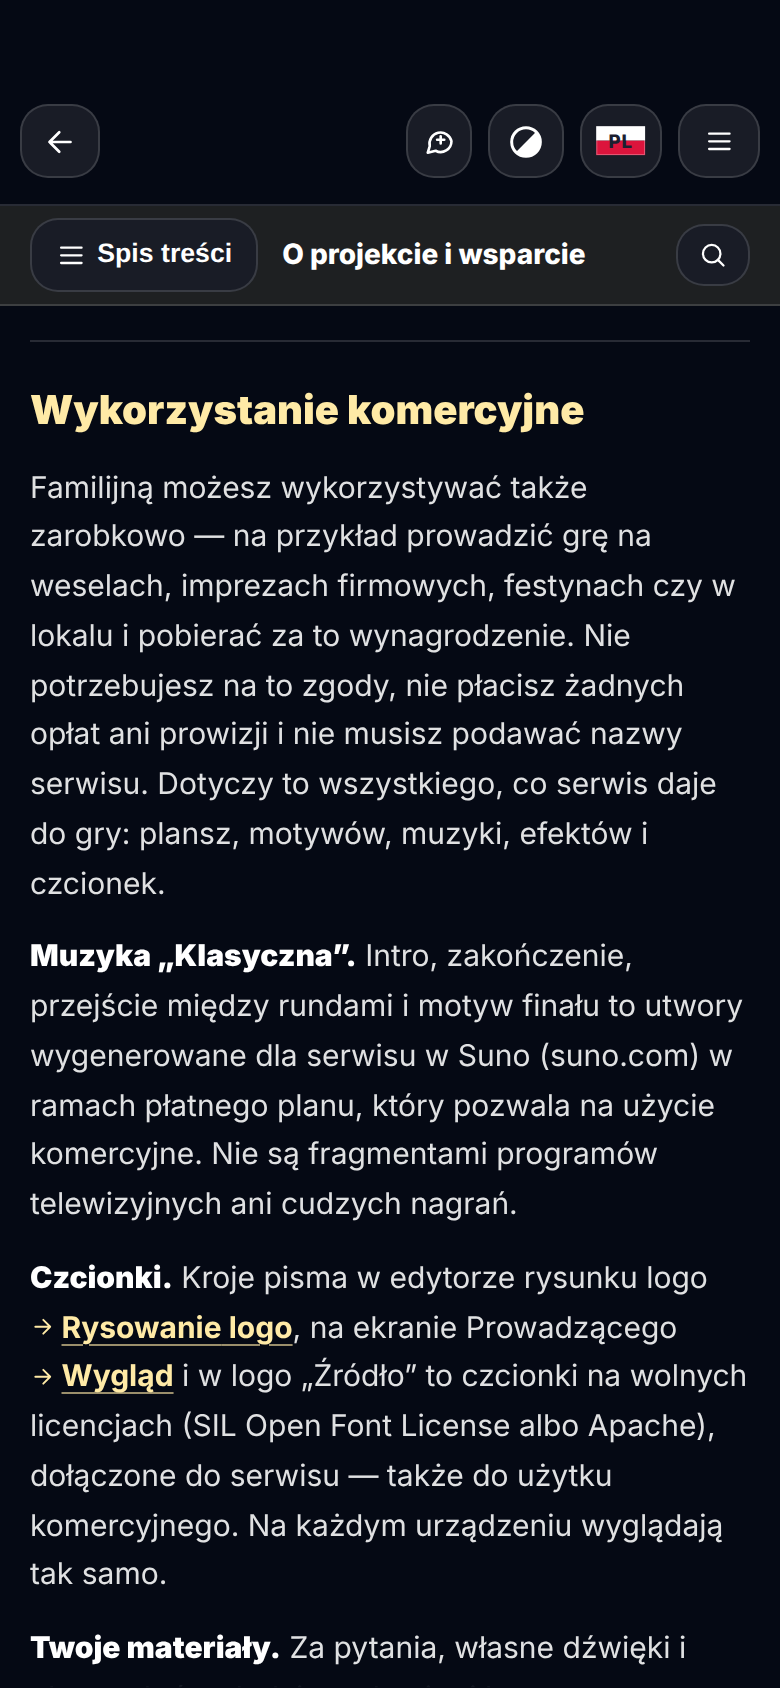 PL
Spis treści
O projekcie i wsparcie
Wykorzystanie komercyjne
Familijną możesz wykorzystywać także
zarobkowo — na przykład prowadzić grę na
weselach, imprezach firmowych, festynach czy w
lokalu i pobierać za to wynagrodzenie. Nie
potrzebujesz na to zgody, nie płacisz żadnych
opłat ani prowizji i nie musisz podawać nazwy
serwisu. Dotyczy to wszystkiego, co serwis daje
do gry: plansz, motywów, muzyki, efektów i
czcionek.
Muzyka „Klasyczna”. Intro, zakończenie,
przejście między rundami i motyw finału to utwory
wygenerowane dla serwisu w Suno (suno.com) w
ramach płatnego planu, który pozwala na użycie
komercyjne. Nie są fragmentami programów
telewizyjnych ani cudzych nagrań.
Czcionki. Kroje pisma w edytorze rysunku logo
→ Rysowanie logo, na ekranie Prowadzącego
→ Wygląd i w logo „Źródło” to czcionki na wolnych
licencjach (SIL Open Font License albo Apache),
dołączone do serwisu — także do użytku
komercyjnego. Na każdym urządzeniu wyglądają
tak samo.
Twoje materiały. Za pytania, własne dźwięki i